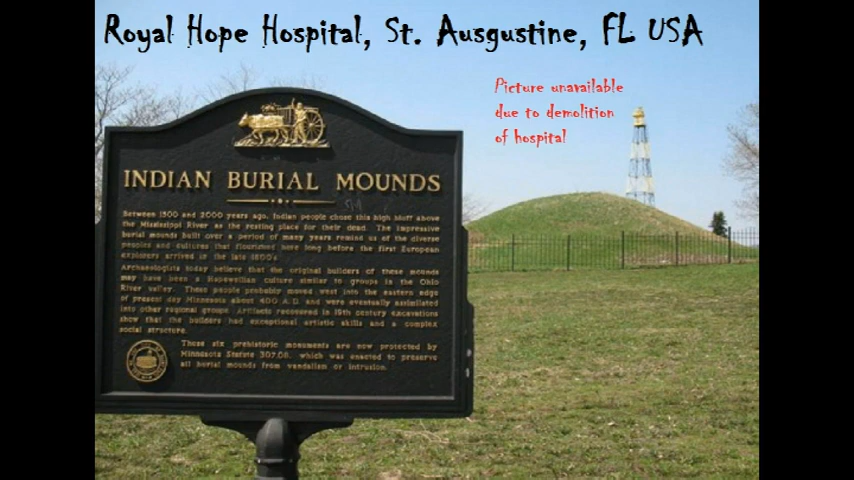 Royal Hope Hospital, St. Ausgustine, FL USA
Picture unavailable
due to demolition
of hospital
INDIAN BURIAL MOUNDS
Between 1500 and 2000 years ago, Indian people chose this high bluff above
the Mississippi River as the resting place for their dead. The impressive
burial mounds built over a period of many years remind us of the diverse
peoples and cultures that flourished here long before the first European
explorers arrived in the late 1600's.
Archaeologists today believe that the original builders of these mounds
may have been a Hopewellian culture similar to groups in the Ohio
River valley. These people probably moved west into the eastern edge
of present day Minnesota about 400 A.D. and were eventually assimilated
into other regional groups. Artifacts recovered in 19th century excavations
show that the builders had exceptional artistic skills and a complex
social structure.
These six prehistoric monuments are now protected by
Minnesota Statute 307.08, which was enacted to preserve
all burial mounds from vandalism or intrusion.